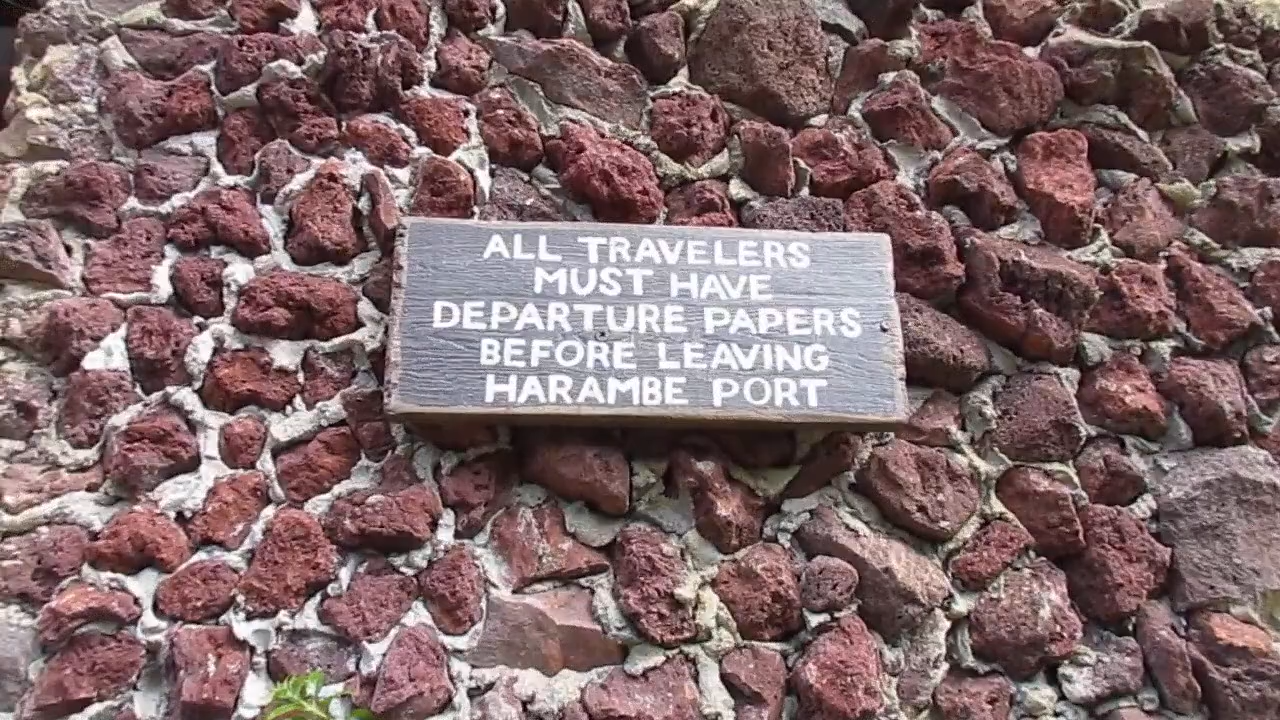 ALL TRAVELERS
MUST HAVE
DEPARTURE PAPERS
BEFORE LEAVING
HARAMBE PORT